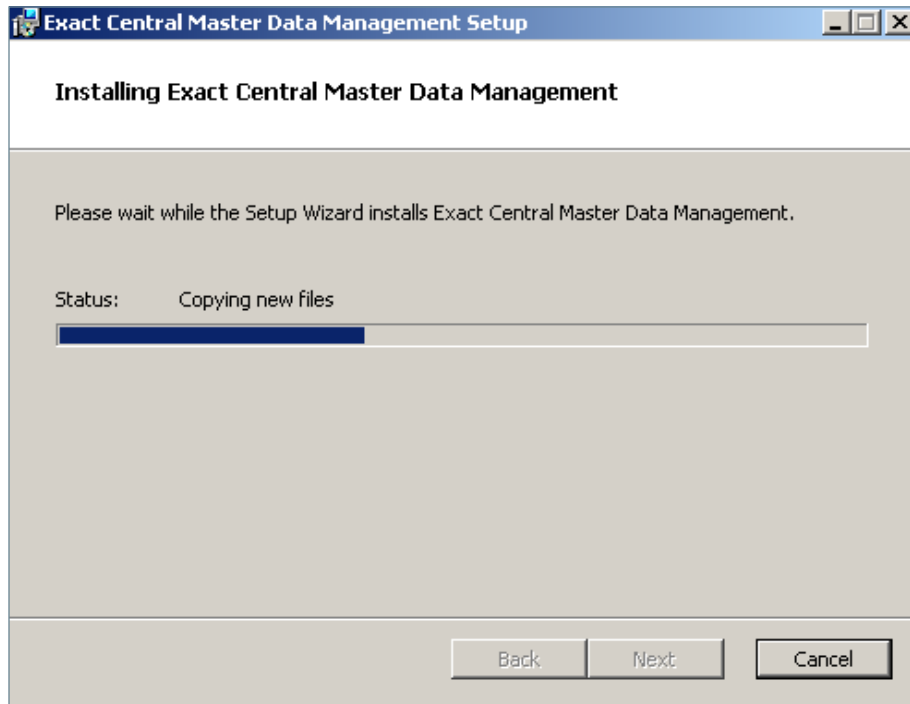 Exact Central Master Data Management Setup
Installing Exact Central Master Data Management
Please wait while the Setup Wizard installs Exact Central Master Data Management.
Status: Copying new files
Back Next Cancel